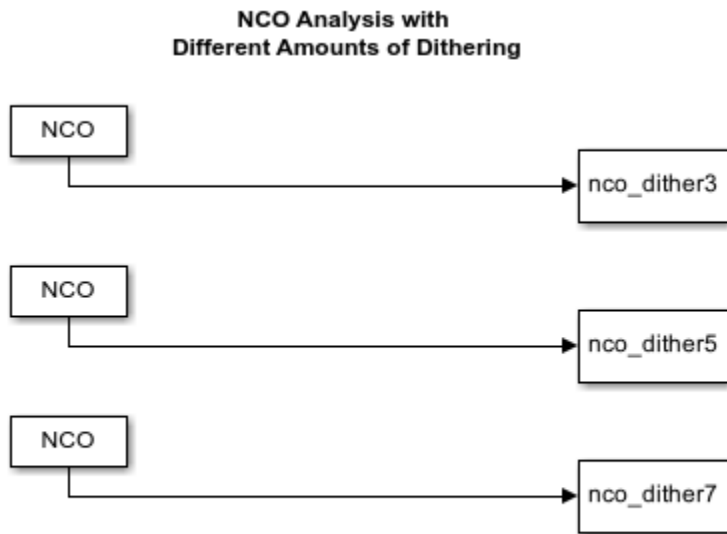 NCO Analysis with
Different Amounts of Dithering
NCO
nco_dither3
NCO
nco_dither5
NCO
nco_dither7